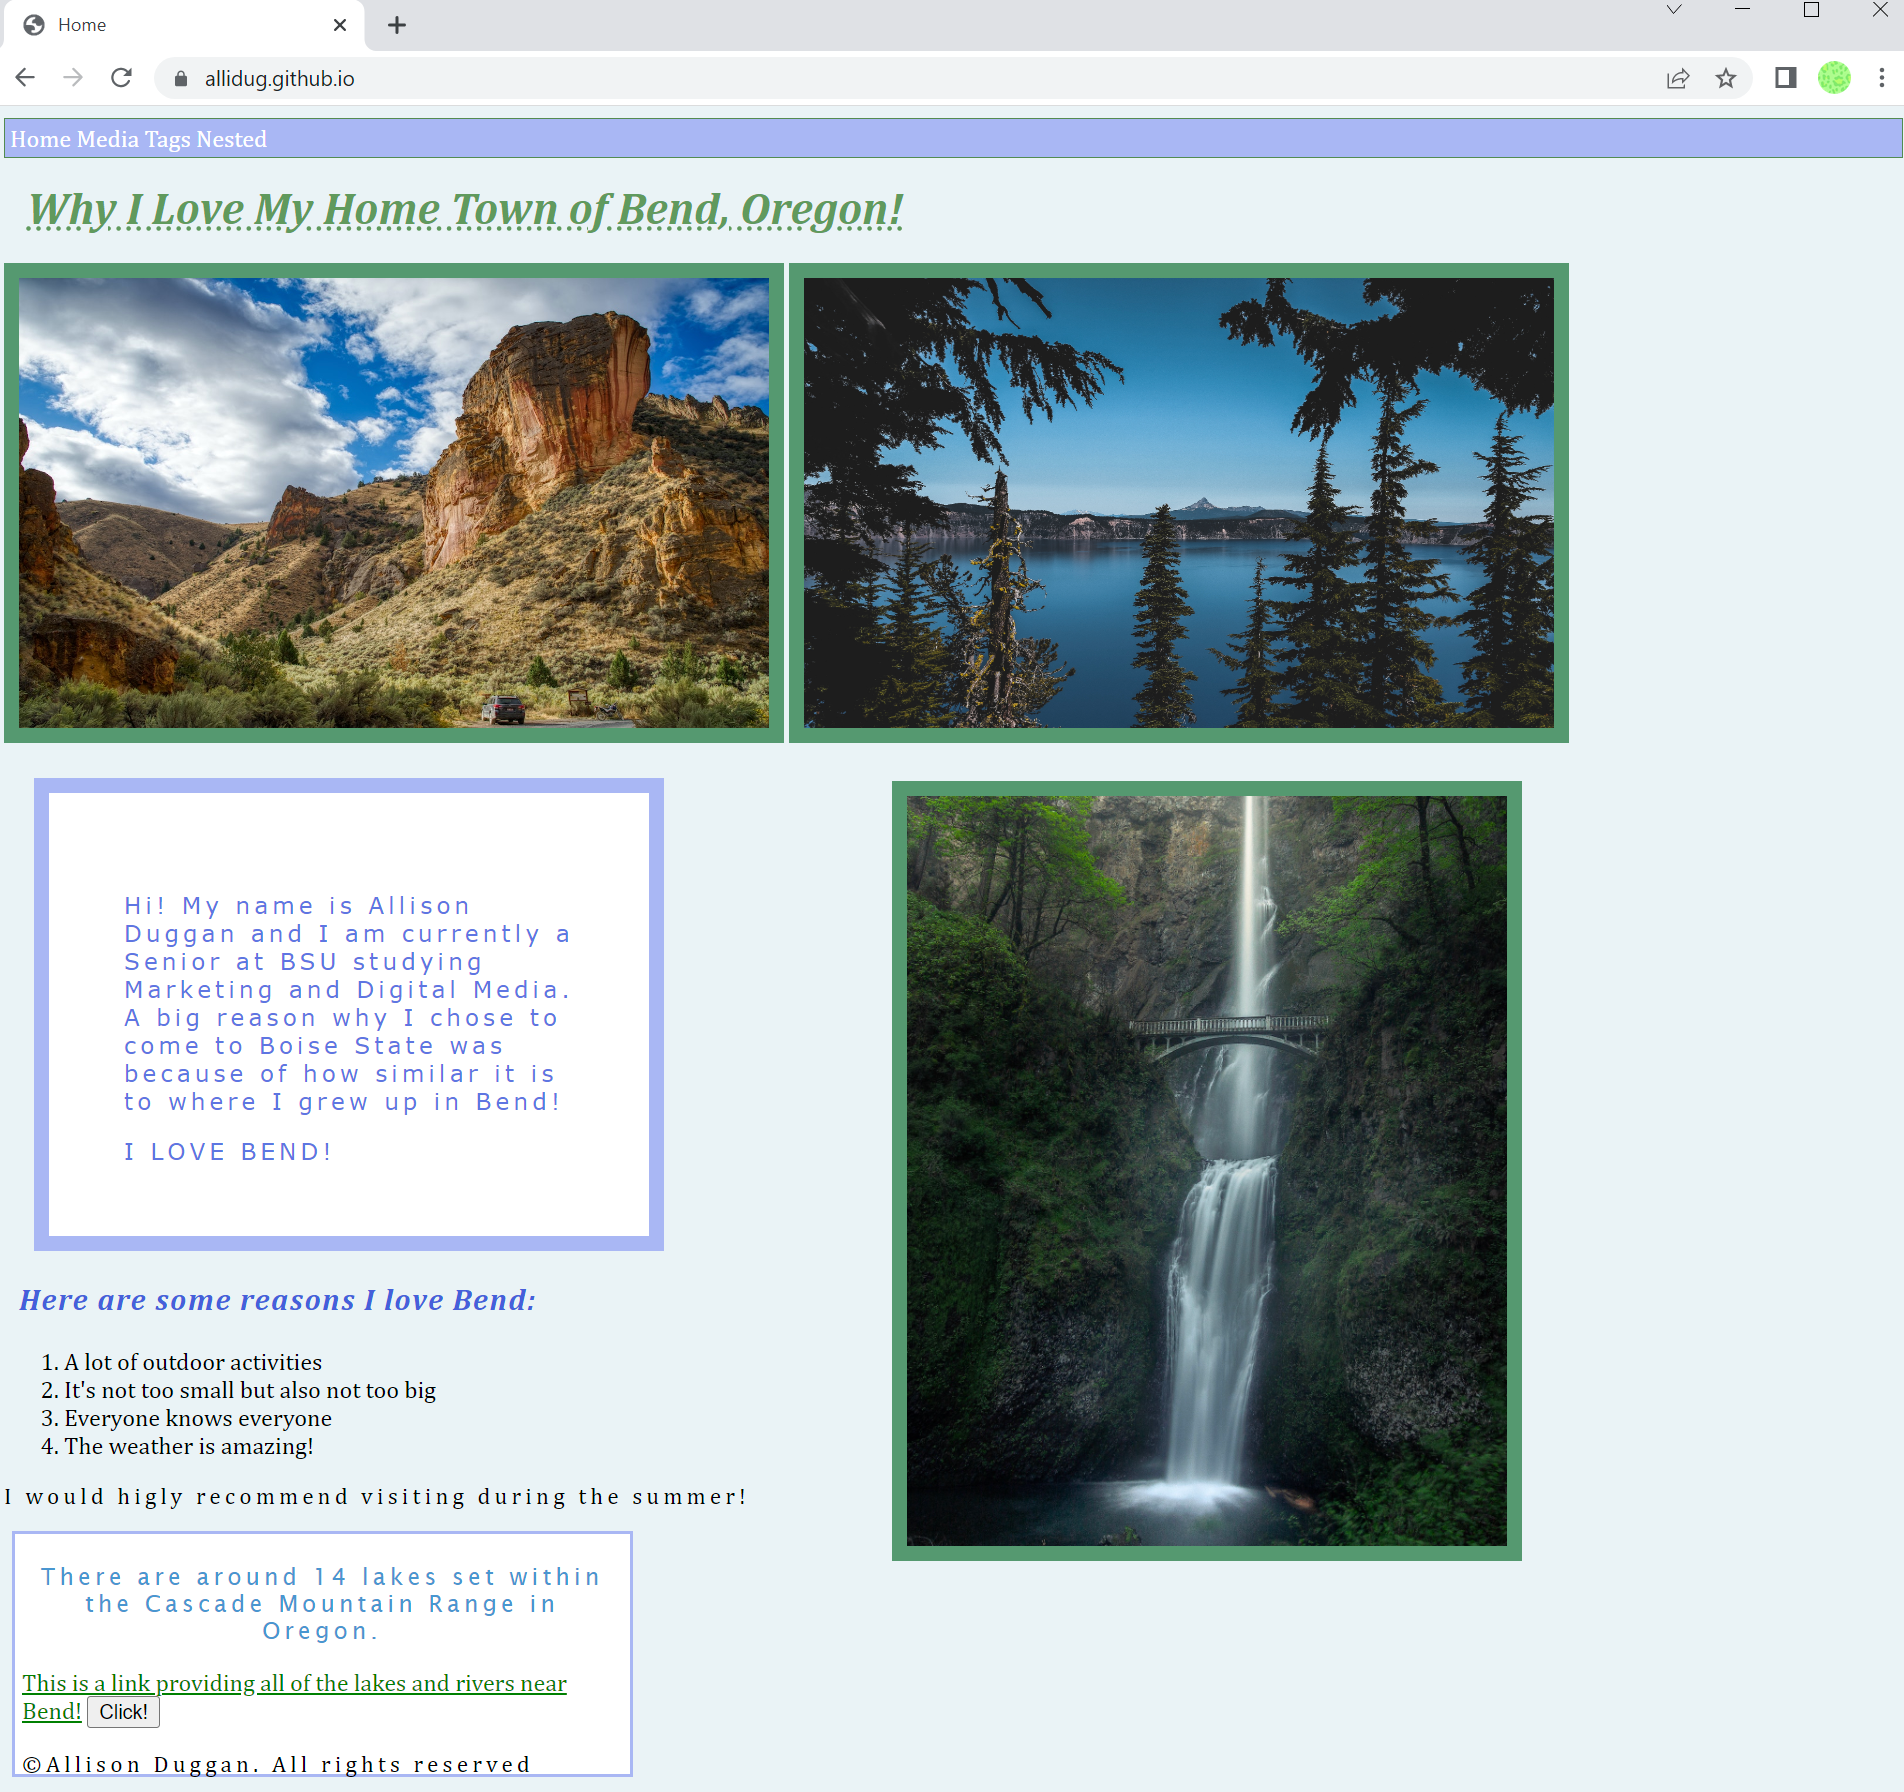 Home
allidug.github.io
Home Media Tags Nested
Why I Love My Home Town of Bend, Oregon!
Hi! My name is Allison
Duggan and I am currently a
Senior at BSU studying
Marketing and Digital Media.
A big reason why I chose to
come to Boise State was
because of how similar it is
to where I grew up in Bend!
I LOVE BEND!
Here are some reasons I love Bend:
1. A lot of outdoor activities
2. It's not too small but also not too big
3. Everyone knows everyone
4. The weather is amazing!
I would higly recommend visiting during the summer!
There are around 14 lakes set within
the Cascade Mountain Range in
Oregon.
This is a link providing all of the lakes and rivers near
Bend! Click!
©Allison Duggan. All rights reserved